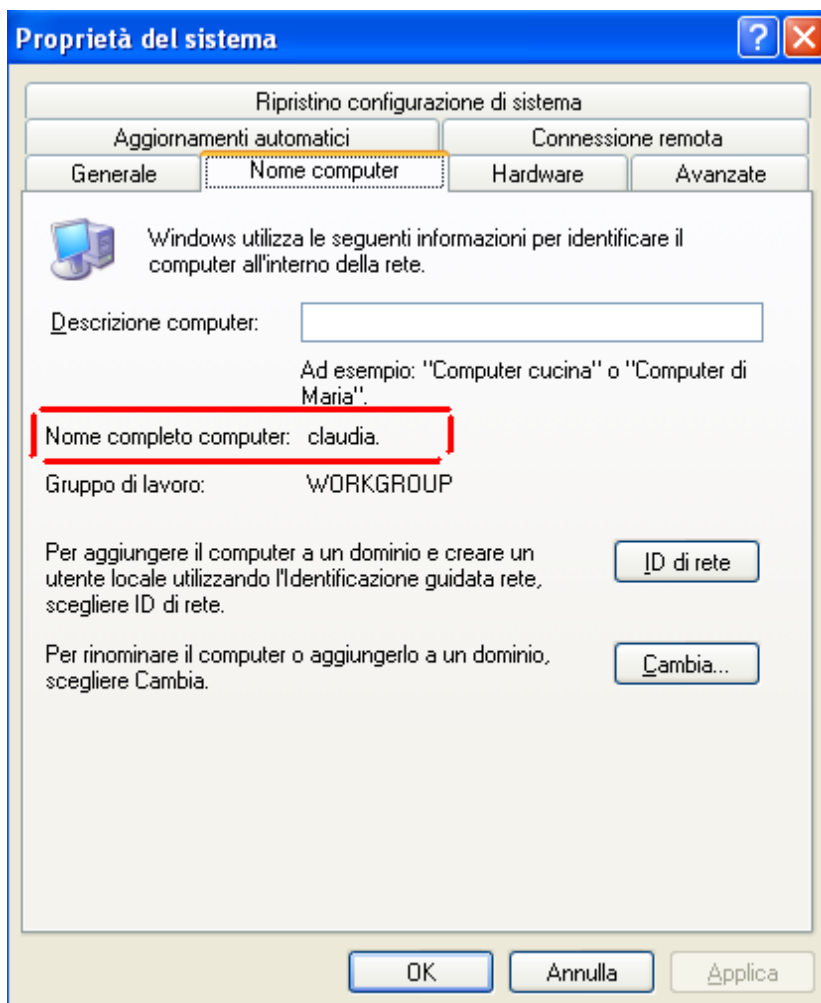 Proprietà del sistema
Ripristino configurazione di sistema
Aggiornamenti automatici
Connessione remota
Generale
Nome computer
Hardware
Avanzate
Windows utilizza le seguenti informazioni per identificare il
computer all'interno della rete.
Descrizione computer:
Ad esempio: "Computer cucina" o "Computer di
Maria".
Nome completo computer: claudia.
Gruppo di lavoro: WORKGROUP
Per aggiungere il computer a un dominio e creare un
utente locale utilizzando l'Identificazione guidata rete,
scegliere ID di rete.
ID di rete
Per rinominare il computer o aggiungerlo a un dominio,
scegliere Cambia.
Cambia...
OK
Annulla
Applica